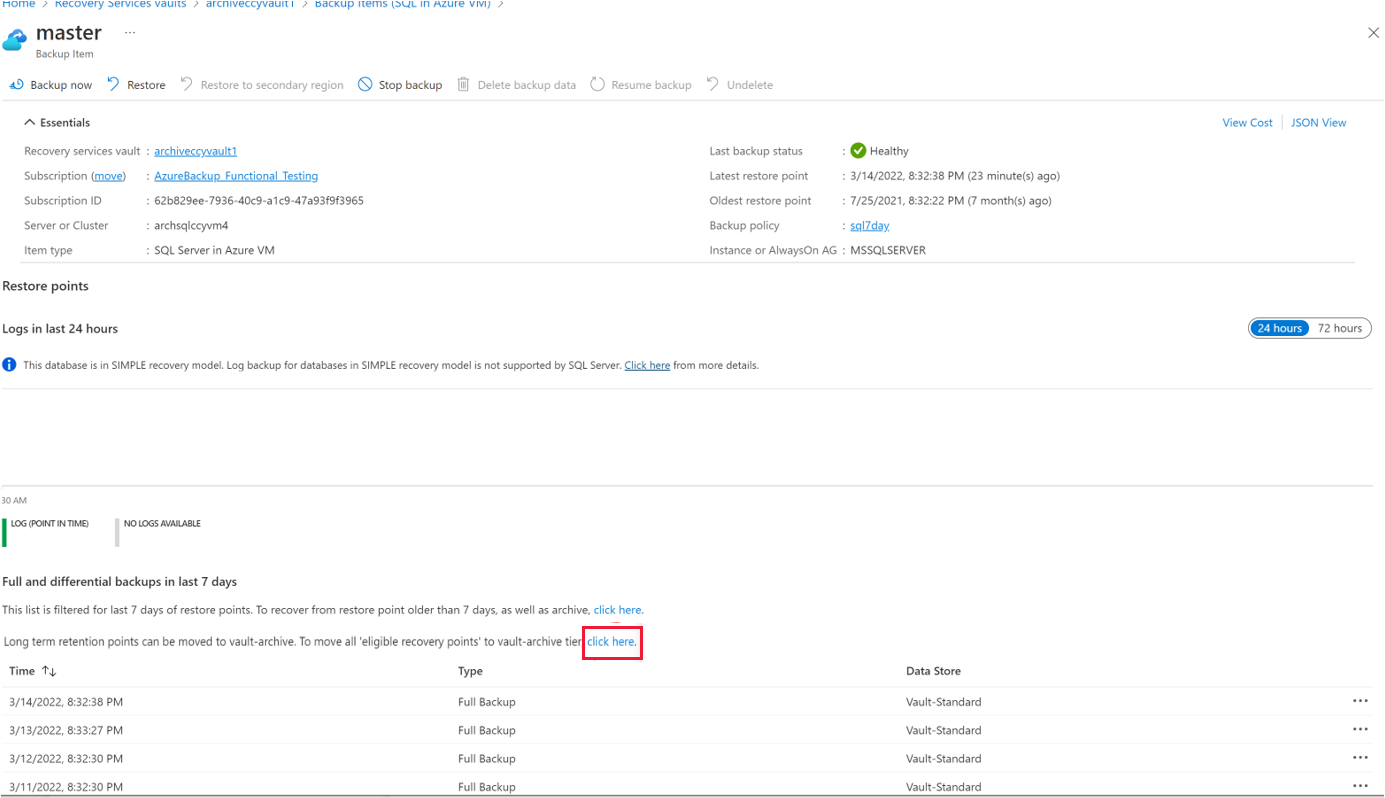 Home > Recovery Services vaults > archiveccyvault1 > Backup Items (SQL in Azure VM) >
master ...
Backup Item
Backup now Restore Restore to secondary region Stop backup Delete backup data Resume backup Undelete
Essentials View Cost JSON View
Recovery services vault : archiveccyvault1 Last backup status : Healthy
Subscription (move) : AzureBackup_Functional_Testing Latest restore point : 3/14/2022, 8:32:38 PM (23 minute(s) ago)
Subscription ID : 62b829ee-7936-40c9-a1c9-47a93f9f3965 Oldest restore point : 7/25/2021, 8:32:22 PM (7 month(s) ago)
Server or Cluster : archsqlccyvm4 Backup policy : sql7day
Item type : SQL Server in Azure VM Instance or AlwaysOn AG : MSSQLSERVER
Restore points
Logs in last 24 hours 24 hours 72 hours
This database is in SIMPLE recovery model. Log backup for databases in SIMPLE recovery model is not supported by SQL Server. Click here from more details.
30 AM
LOG (POINT IN TIME) NO LOGS AVAILABLE
Full and differential backups in last 7 days
This list is filtered for last 7 days of restore points. To recover from restore point older than 7 days, as well as archive, click here.
Long term retention points can be moved to vault-archive. To move all 'eligible recovery points' to vault-archive tier click here.
Time Type Data Store
3/14/2022, 8:32:38 PM Full Backup Vault-Standard ...
3/13/2022, 8:33:27 PM Full Backup Vault-Standard ...
3/12/2022, 8:32:30 PM Full Backup Vault-Standard ...
3/11/2022, 8:32:30 PM Full Backup Vault-Standard ...